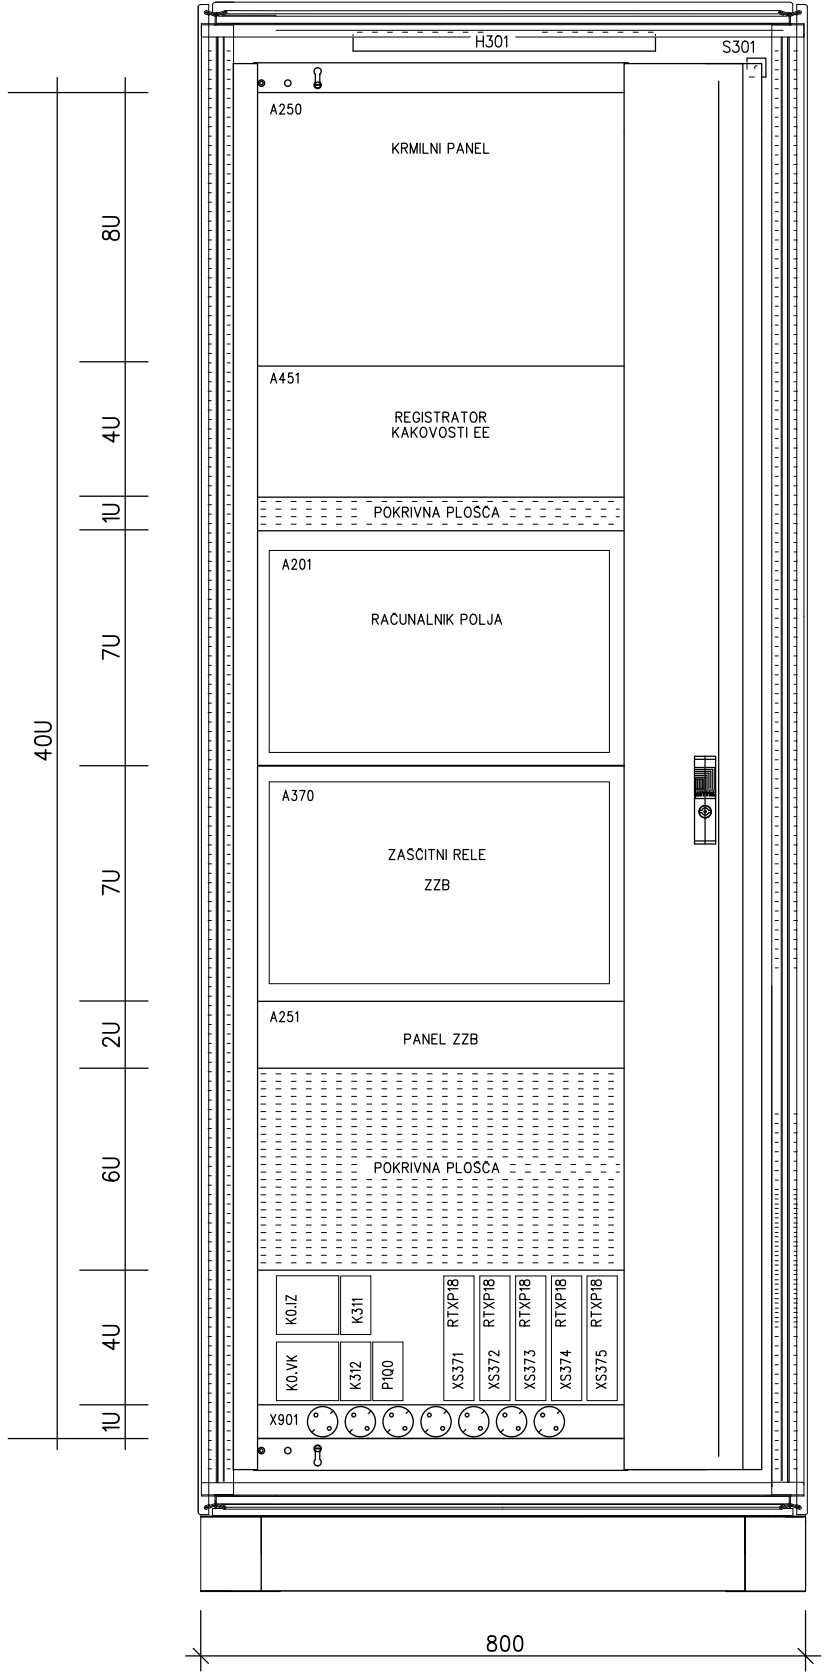 H301
S301
A250
KRMILNI PANEL
8U
A451
REGISTRATOR
KAKOVOSTI EE
4U
1U
POKRIVNA PLOŠČA
A201
RAČUNALNIK POLJA
7U
40U
A370
ZAŠČITNI RELE
ZZB
7U
A251
PANEL ZZB
2U
POKRIVNA PLOŠČA
6U
4U
K0.IZ
K311
K0.VK
K312
P1Q0
XS371 RTXP18
XS372 RTXP18
XS373 RTXP18
XS374 RTXP18
XS375 RTXP18
1U
X901
800